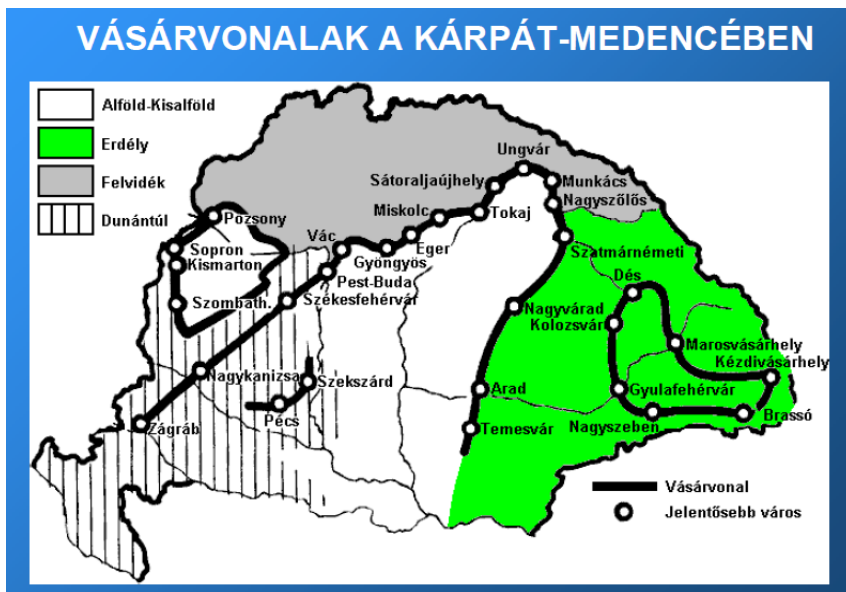 VÁSÁRVONALAK A KÁRPÁT-MEDENCÉBEN
Alföld-Kisalföld
Erdély
Felvidék
Dunántúl
Ungvár
Sátoraljaújhely
Munkács
Nagyszőlős
Miskolc
Tokaj
Pozsony
Vác
Eger
Szatmárnémeti
Sopron
Gyöngyös
Kismarton
Pest-Buda
Dés
Szombath.
Székesfehérvár
Nagyvárad
Kolozsvár
Marosvásárhely
Kézdivásárhely
Nagykanizsa
Szekszárd
Arad
Gyulafehérvár
Zágráb
Pécs
Temesvár
Nagyszeben
Brassó
Vásárvonal
Jelentősebb város